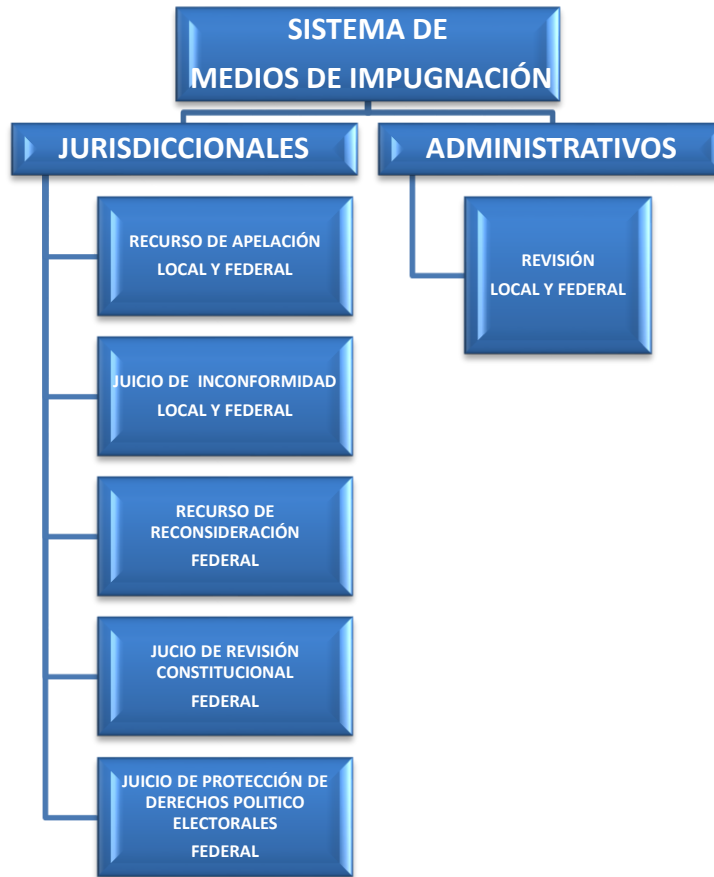 SISTEMA DE
MEDIOS DE IMPUGNACIÓN
JURISDICCIONALES
ADMINISTRATIVOS
RECURSO DE APELACIÓN
LOCAL Y FEDERAL
JUICIO DE INCONFORMIDAD
LOCAL Y FEDERAL
RECURSO DE
RECONSIDERACIÓN
FEDERAL
JUCIO DE REVISIÓN
CONSTITUCIONAL
FEDERAL
JUICIO DE PROTECCIÓN DE
DERECHOS POLITICO
ELECTORALES
FEDERAL
REVISIÓN
LOCAL Y FEDERAL